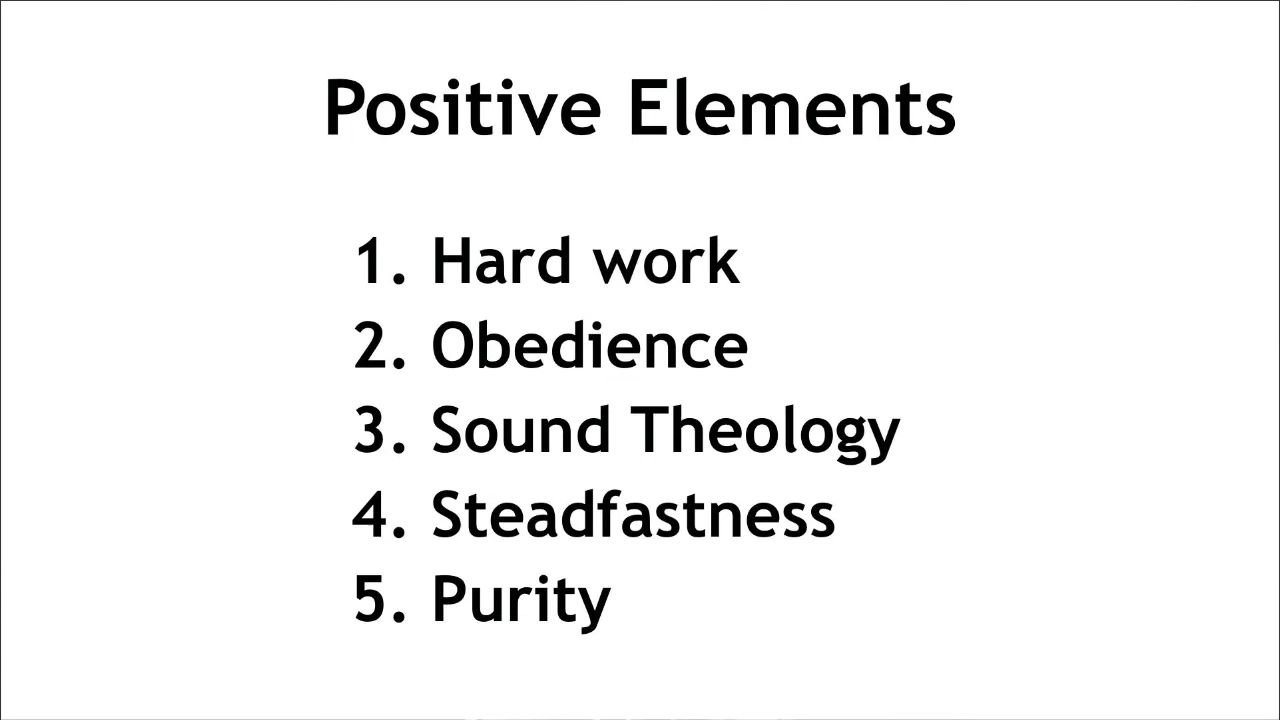 Positive Elements
1. Hard work
2. Obedience
3. Sound Theology
4. Steadfastness
5. Purity